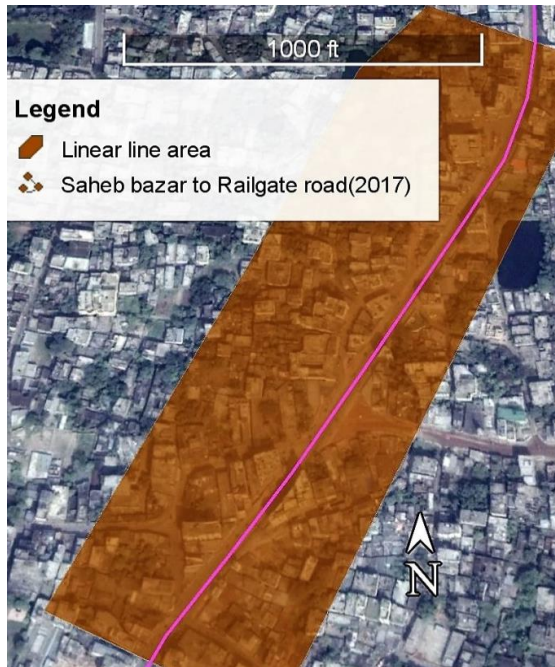 1000 ft
Legend
Linear line area
Saheb bazar to Railgate road(2017)
N